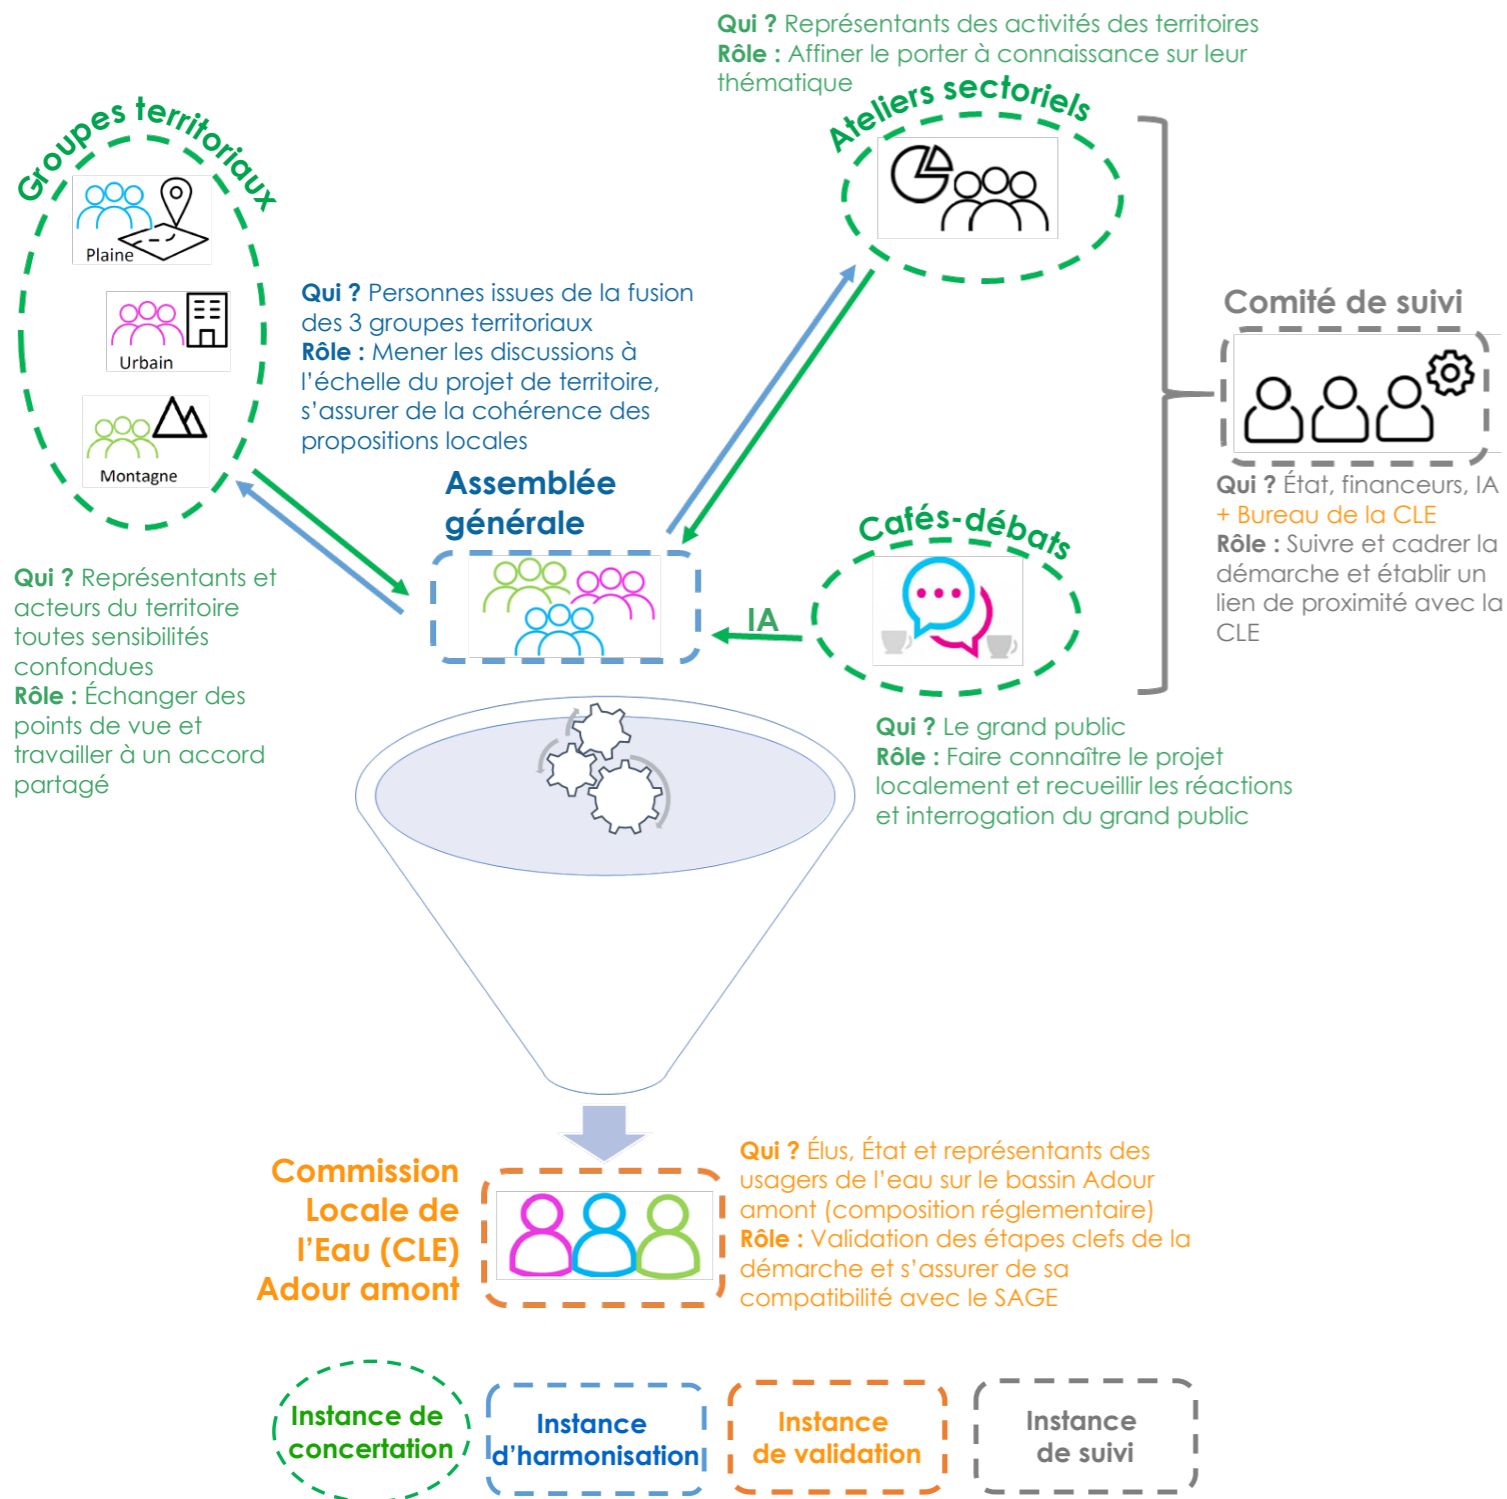 Qui ? Représentants des activités des territoires
Rôle : Affiner le porter à connaissance sur leur
thématique
Ateliers sectoriels
Groupes territoriaux
Plaine
Urbain
Montagne
Qui ? Représentants et
acteurs du territoire
toutes sensibilités
confondues
Rôle : Échanger des
points de vue et
travailler à un accord
partagé
Qui ? Personnes issues de la fusion
des 3 groupes territoriaux
Rôle : Mener les discussions à
l’échelle du projet de territoire,
s’assurer de la cohérence des
propositions locales
Assemblée
générale
IA
Cafés-débats
Qui ? Le grand public
Rôle : Faire connaître le projet
localement et recueillir les réactions
et interrogation du grand public
Comité de suivi
Qui ? État, financeurs, IA
+ Bureau de la CLE
Rôle : Suivre et cadrer la
démarche et établir un
lien de proximité avec la
CLE
Commission
Locale de
l’Eau (CLE)
Adour amont
Qui ? Élus, État et représentants des
usagers de l’eau sur le bassin Adour
amont (composition réglementaire)
Rôle : Validation des étapes clefs de la
démarche et s’assurer de sa
compatibilité avec le SAGE
Instance de
concertation
Instance
d’harmonisation
Instance
de validation
Instance
de suivi